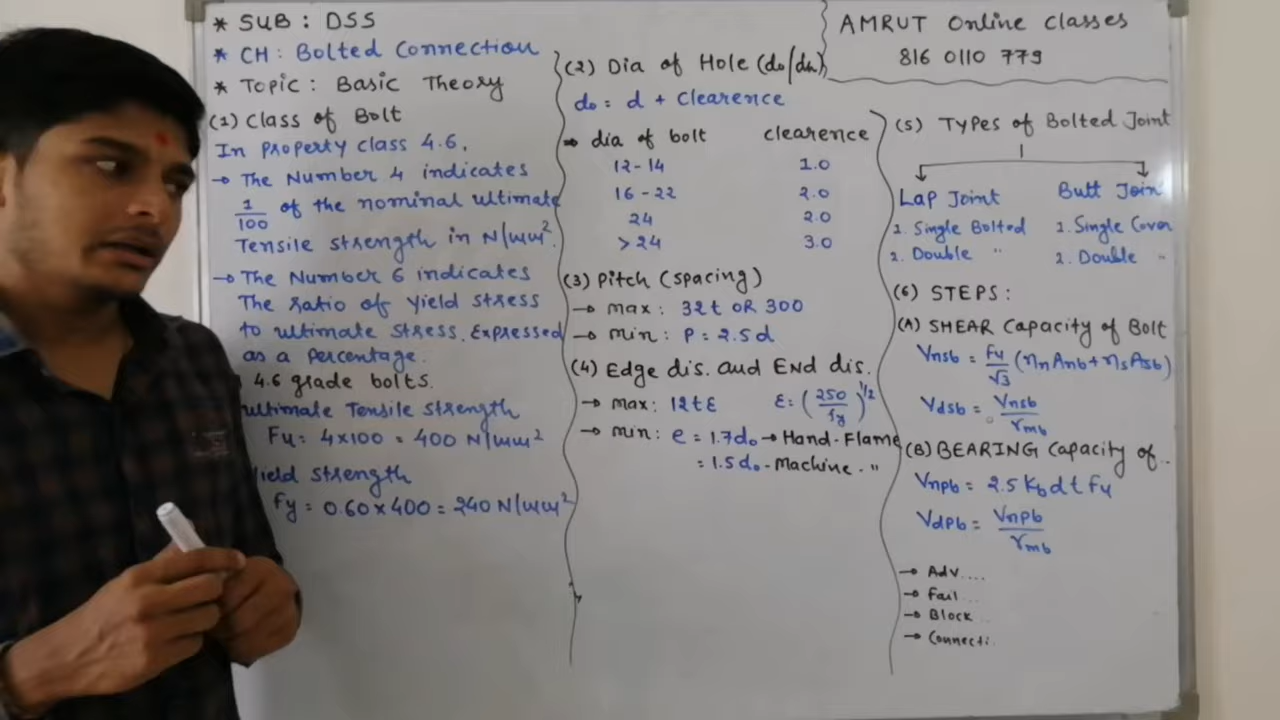 * SUB : DSS
* CH : Bolted Connection
* TOPIC : Basic Theory
(1) Class of Bolt
In property class 4.6,
→ The Number 4 indicates
1/100 of the nominal ultimate
Tensile strength in N/mm².
→ The Number 6 indicates
The ratio of yield stress
to ultimate stress. Expressed
as a percentage.
4.6 grade bolts.
ultimate Tensile strength
Fu = 4x100 = 400 N/mm²
ield strength
Fy = 0.60 x 400 = 240 N/mm²
(2) Dia of Hole (do/dh)
do = d + Clearence
→ dia of bolt clearence
12-14 1.0
16-22 2.0
24 2.0
>24 3.0
(3) Pitch (spacing)
→ max : 32t OR 300
→ min : P = 2.5d
(4) Edge dis. and End dis.
→ max : 12tε ε = (250/fy)^1/2
→ min : e = 1.7do → Hand-Flame
= 1.5do - Machine - "
AMRUT Online Classes
816 0110 779
(5) Types of Bolted Joint
Lap Joint Butt Join
1. Single Bolted 1. Single Cover
2. Double " 2. Double "
(6) STEPS :
(A) SHEAR Capacity of Bolt
Vnsb = Fu/√3 (nn Anb + ns Asb)
Vdsb = Vnsb/γmb
(B) BEARING Capacity of..
Vnpb = 2.5 Kb d t Fu
Vdpb = Vnpb/γmb
→ Adv....
→ Fail...
→ Block..
→ Connecti.